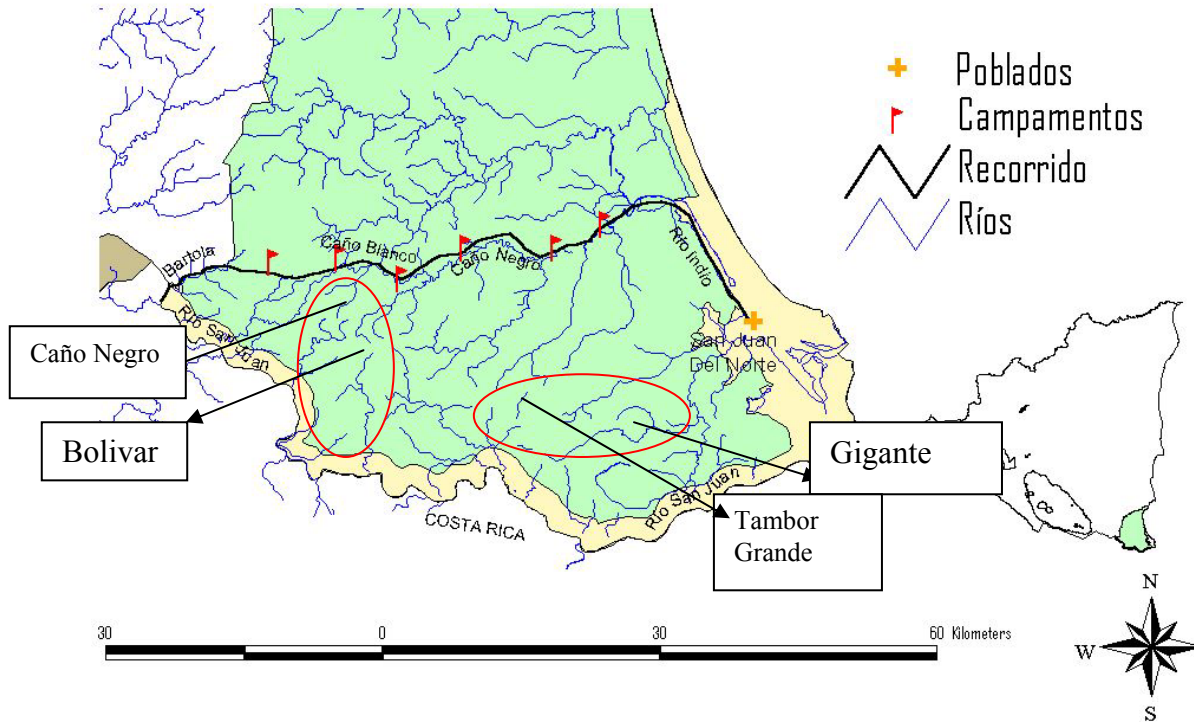 Poblados
Campamentos
Recorrido
Ríos
Bartola
Caño Blanco
Caño Negro
Río Indio
Río San Juan
San Juan
Del Norte
Caño Negro
Bolivar
Gigante
Tambor
Grande
Río San Juan
COSTA RICA
30 0 30 60 Kilometers
N
W E
S